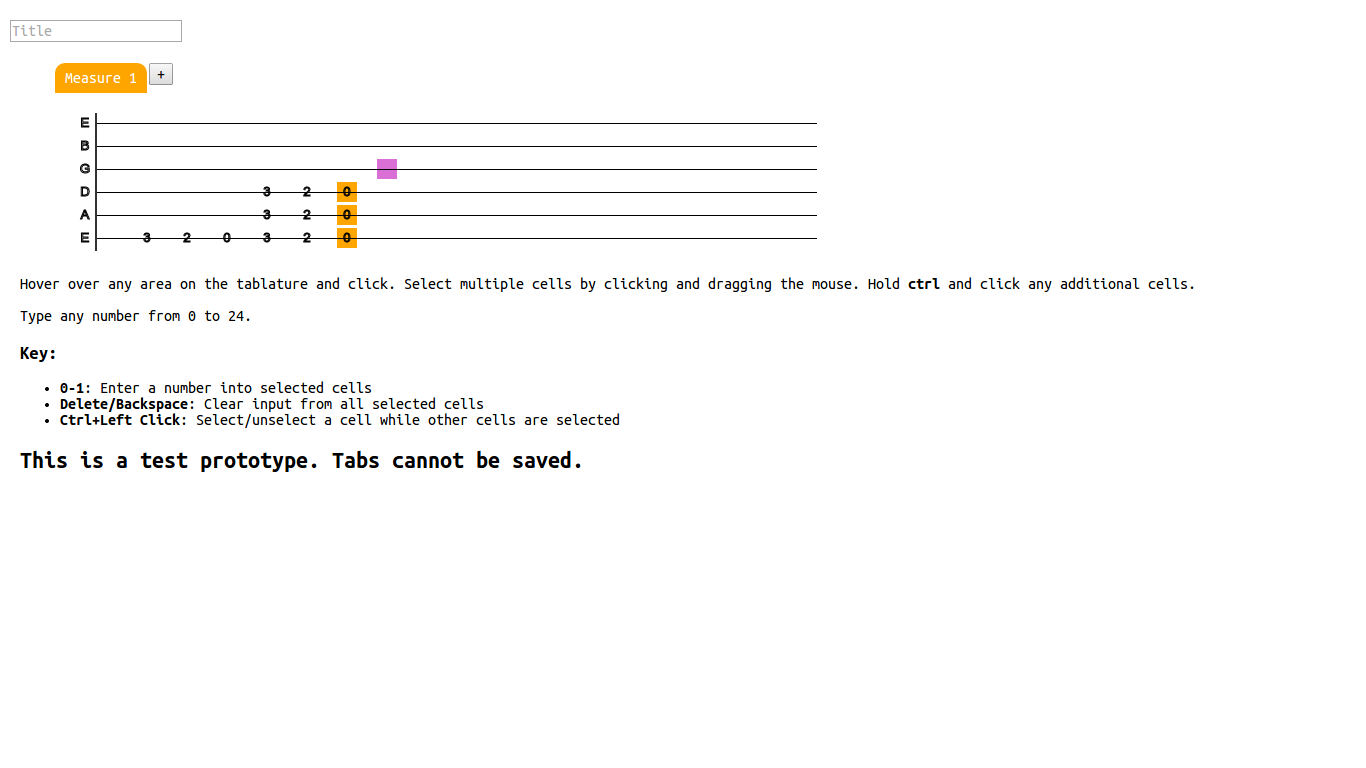 Title
Measure 1 +
E
B
G
D 3 2 0
A 3 2 0
E 3 2 0 3 2 0
Hover over any area on the tablature and click. Select multiple cells by clicking and dragging the mouse. Hold ctrl and click any additional cells.
Type any number from 0 to 24.
Key:
• 0-1: Enter a number into selected cells
• Delete/Backspace: Clear input from all selected cells
• Ctrl+Left Click: Select/unselect a cell while other cells are selected
This is a test prototype. Tabs cannot be saved.